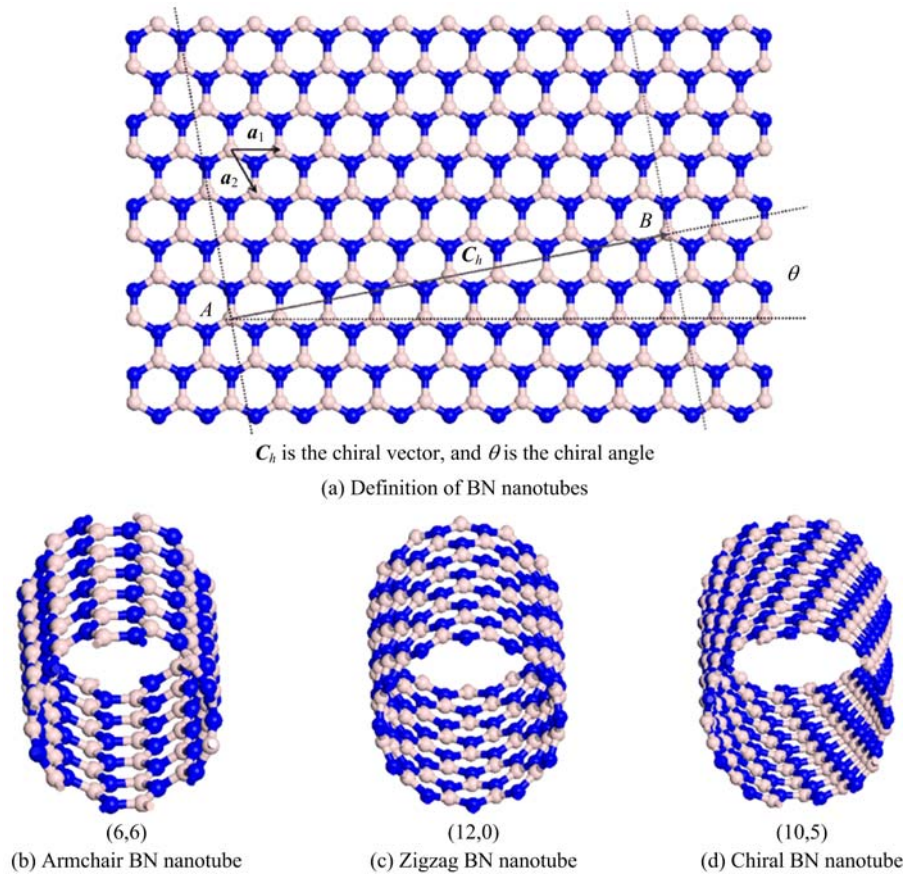 a₁
a₂
B
Cₕ
θ
A
Cₕ is the chiral vector, and θ is the chiral angle
(a) Definition of BN nanotubes
(6,6)
(12,0)
(10,5)
(b) Armchair BN nanotube
(c) Zigzag BN nanotube
(d) Chiral BN nanotube